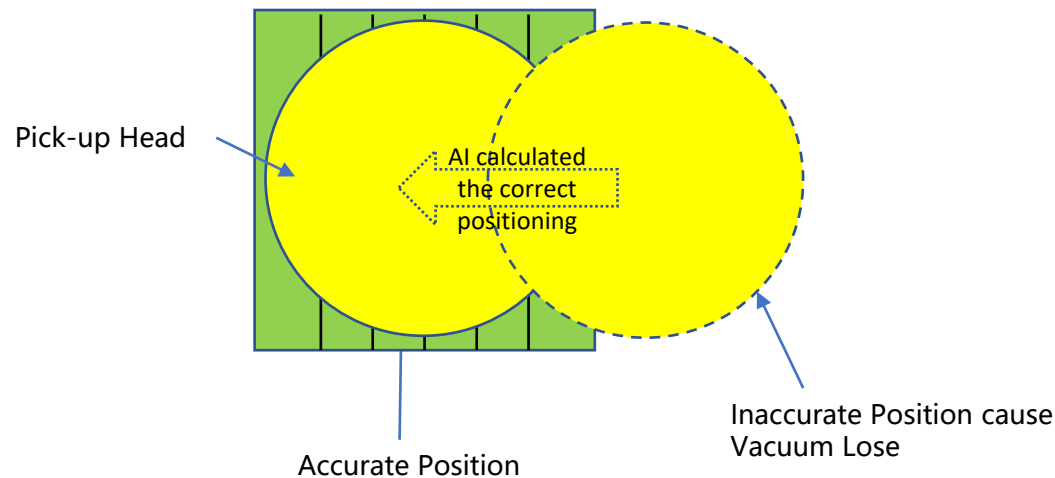 Pick-up Head
AI calculated
the correct
positioning
Inaccurate Position cause
Vacuum Lose
Accurate Position